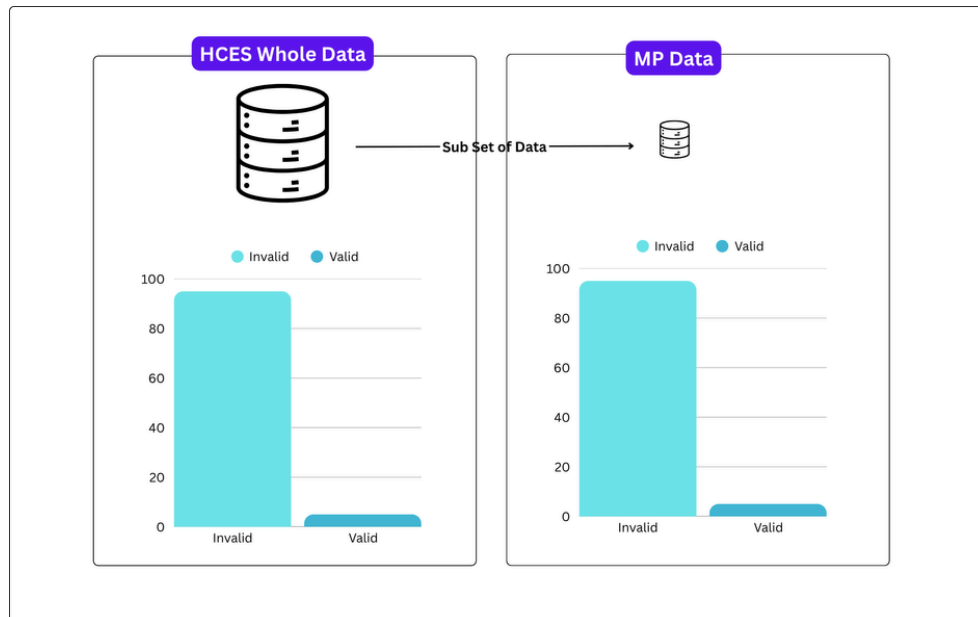 HCES Whole Data
MP Data
Sub Set of Data
Invalid Valid
100
80
60
40
20
0
Invalid Valid
Invalid Valid
100
80
60
40
20
0
Invalid Valid